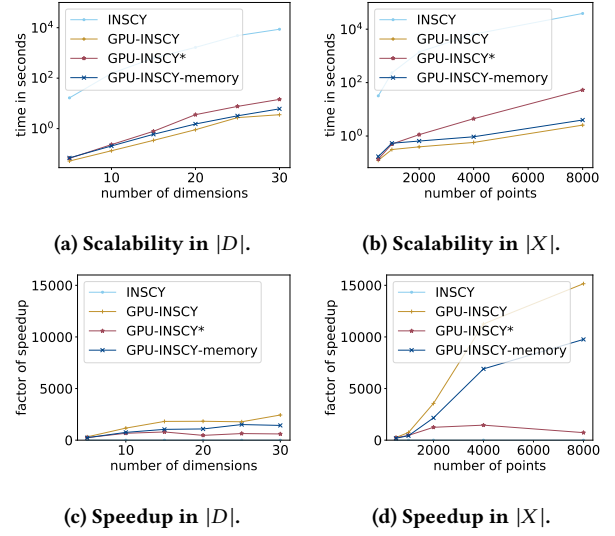 10^4
10^2
10^0
time in seconds
INSCY
GPU-INSCY
GPU-INSCY*
GPU-INSCY-memory
10 20 30
number of dimensions
(a) Scalability in |D|.
10^4
10^2
10^0
time in seconds
INSCY
GPU-INSCY
GPU-INSCY*
GPU-INSCY-memory
2000 4000 6000 8000
number of points
(b) Scalability in |X|.
15000
10000
5000
0
factor of speedup
INSCY
GPU-INSCY
GPU-INSCY*
GPU-INSCY-memory
10 20 30
number of dimensions
(c) Speedup in |D|.
15000
10000
5000
0
factor of speedup
INSCY
GPU-INSCY
GPU-INSCY*
GPU-INSCY-memory
2000 4000 6000 8000
number of points
(d) Speedup in |X|.